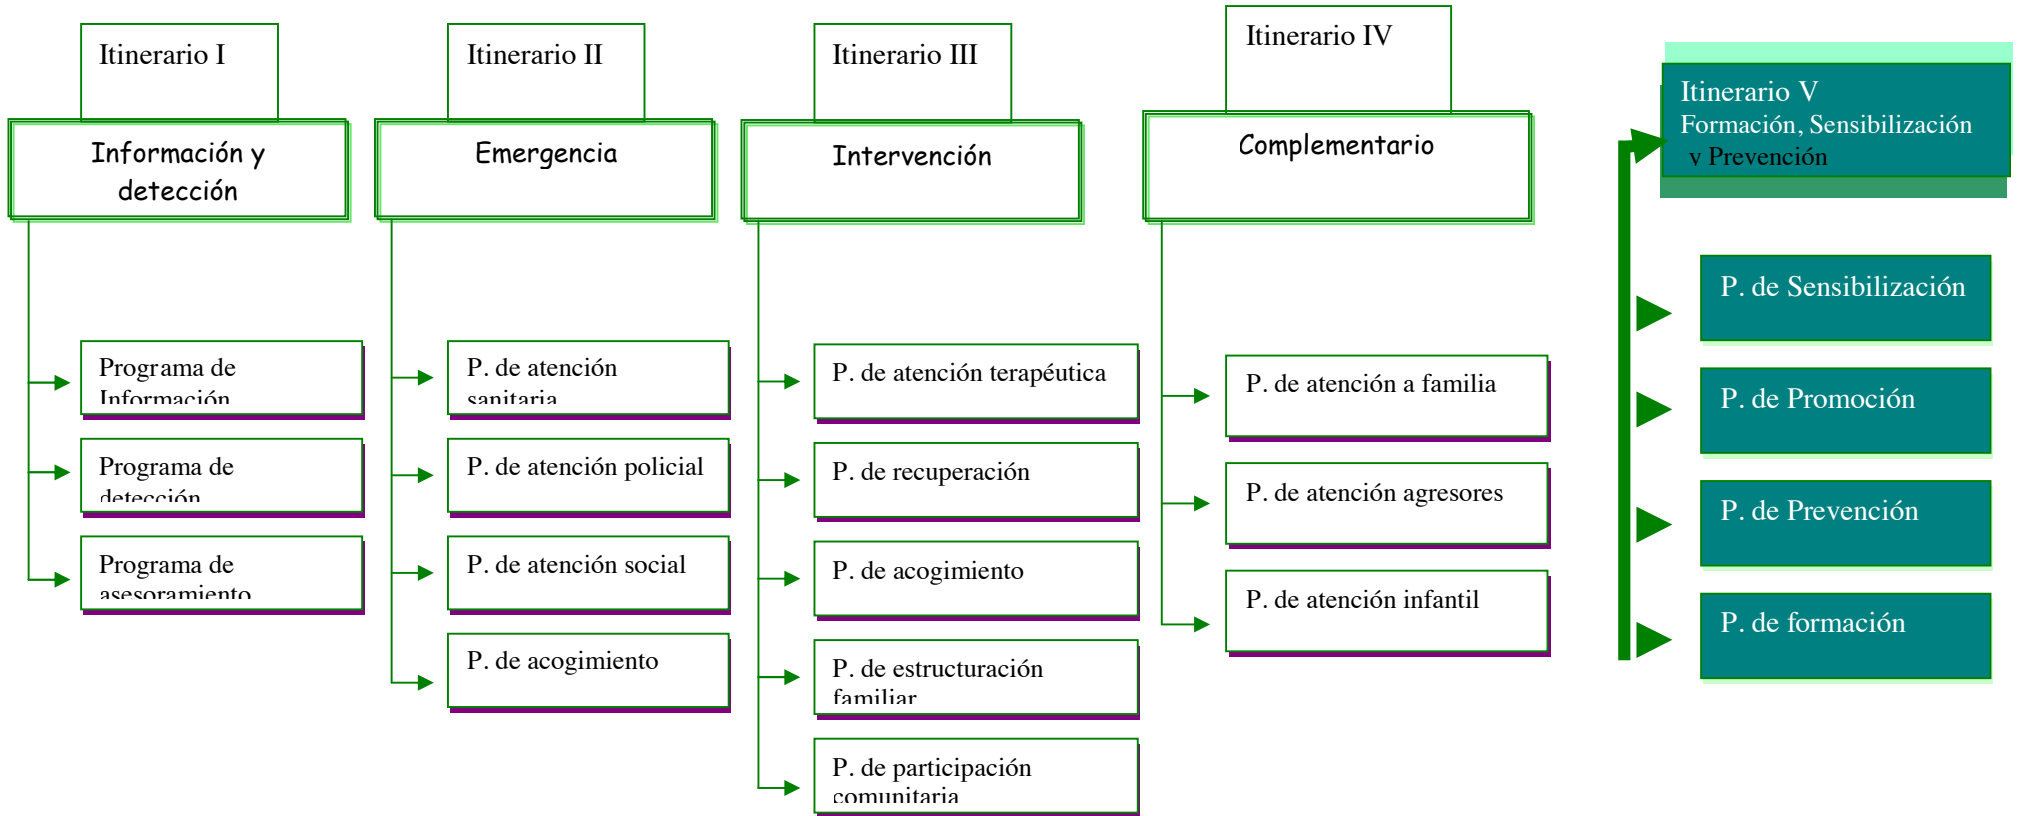 Itinerario I
Información y
detección
Programa de
Información
Programa de
detección
Programa de
asesoramiento
Itinerario II
Emergencia
P. de atención
sanitaria
P. de atención policial
P. de atención social
P. de acogimiento
Itinerario III
Intervención
P. de atención terapéutica
P. de recuperación
P. de acogimiento
P. de estructuración
familiar
P. de participación
comunitaria
Itinerario IV
Complementario
P. de atención a familia
P. de atención agresores
P. de atención infantil
Itinerario V
Formación, Sensibilización
y Prevención
P. de Sensibilización
P. de Promoción
P. de Prevención
P. de formación